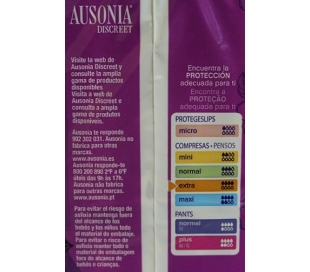 AUSONIA
DISCREET
Visite la web de
Ausonia Discreet y
consulte la amplia
gama de productos
disponibles
Visita a web de
Ausonia Discreet e
consulta a ampla
gama de produtos
disponíveis.
Ausonia te responde
992 302 031. Ausonia no
fabrica para otras
marcas.
www.ausonia.es
Ausonia responde-te
800 200 898 2ªF a 6ªF
úteis das 9h às 17h.
Ausonia não fabrica
para outras marcas.
www.ausonia.pt
Para evitar el riesgo de
asfixia mantenga fuera
del alcance de los
bebés y los niños todo
el material de embalaje.
Para evitar o risco de
asfixia manter todo o
material de embalagem
fora do alcance de
bebés e crianças.
Encuentra la
PROTECCIÓN
adecuada para ti
Encontra a
PROTEÇÃO
adequada para ti
PROTEGESLIPS
micro
COMPRESAS • PENSOS
mini
normal
extra
maxi
PANTS
normal
plus